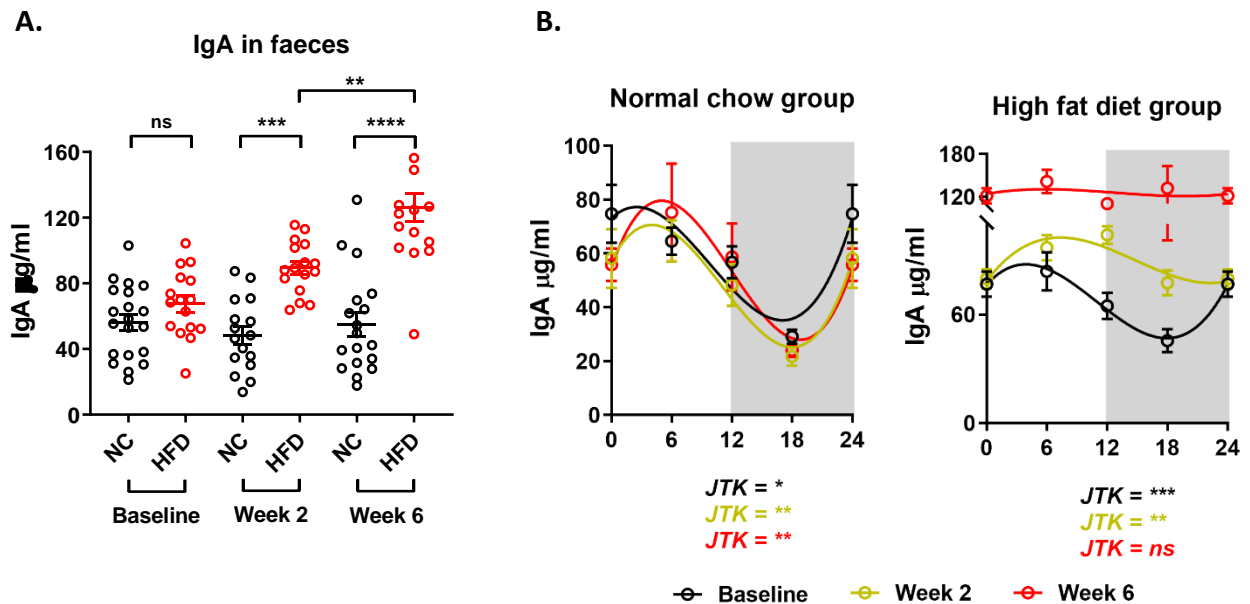 A.
IgA in faeces
**
ns
***
****
IgA µg/ml
160
120
80
40
0
NC
HFD
NC
HFD
NC
HFD
Baseline
Week 2
Week 6
B.
Normal chow group
IgA µg/ml
100
80
60
40
20
0
0 6 12 18 24
JTK = *
JTK = **
JTK = **
High fat diet group
IgA µg/ml
180
120
60
0
0 6 12 18 24
JTK = ***
JTK = **
JTK = ns
Baseline Week 2 Week 6